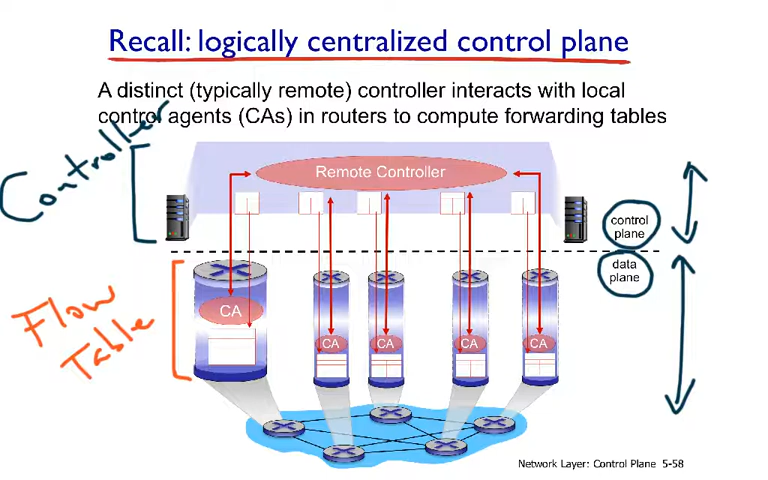 Recall: logically centralized control plane
A distinct (typically remote) controller interacts with local
control agents (CAs) in routers to compute forwarding tables
Controller
Remote Controller
control
plane
data
plane
Flow
Table
CA
CA
CA
CA
CA
Network Layer: Control Plane 5-58